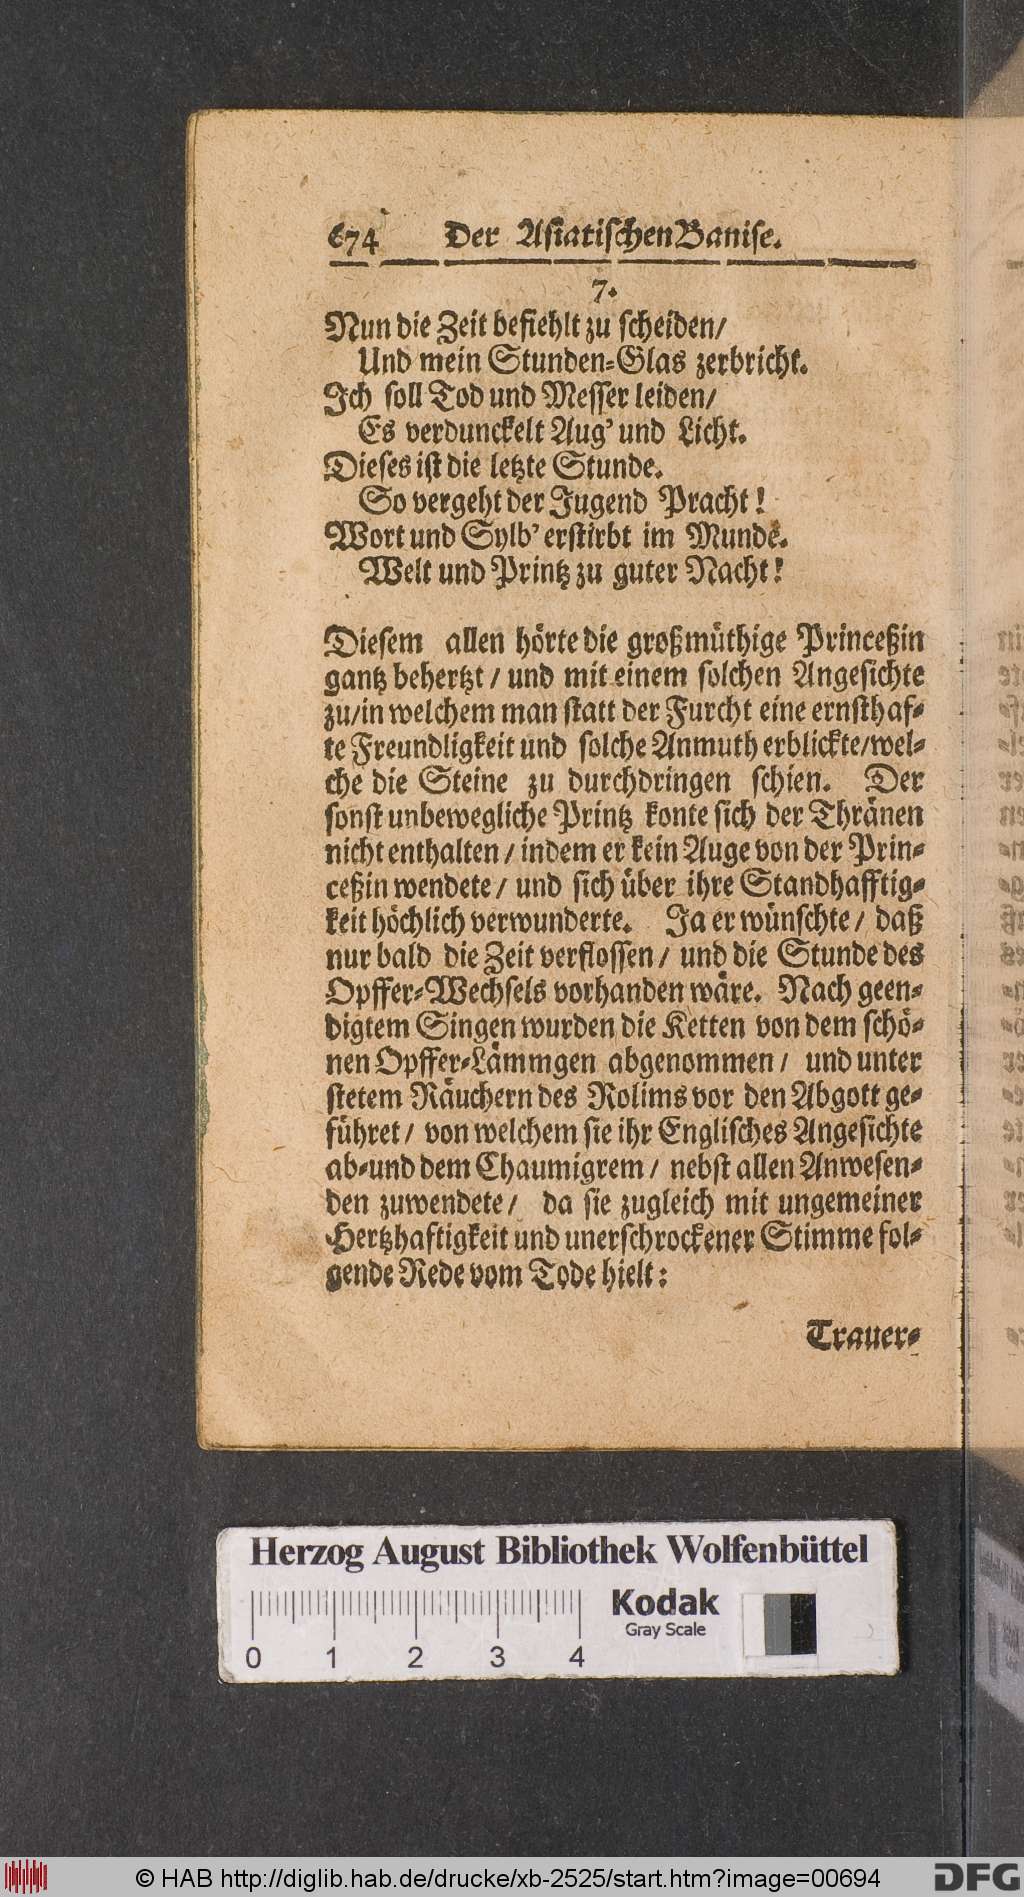 674 Der Asiatischen Banise.
7.
Nun die Zeit befiehlt zu scheiden/
Und mein Stunden-Glas zerbricht.
Ich soll Tod und Messer leiden/
Es verdunckelt Aug' und Licht.
Dieses ist die letzte Stunde.
So vergeht der Jugend Pracht!
Wort und Sylb' erstirbt im Munde.
Welt und Printz zu guter Nacht!
Diesem allen hörte die großmüthige Princeßin
gantz behertzt / und mit einem solchen Angesichte
zu/in welchem man statt der Furcht eine ernsthaf-
te Freundligkeit und solche Anmuth erblickte/wel-
che die Steine zu durchdringen schien. Der
sonst unbewegliche Printz konte sich der Thränen
nicht enthalten / indem er kein Auge von der Prin-
ceßin wendete / und sich über ihre Standhafftig-
keit höchlich verwunderte. Ja er wünschte / daß
nur bald die Zeit verflossen / und die Stunde des
Opffer-Wechsels vorhanden wäre. Nach geen-
digtem Singen wurden die Ketten von dem schö-
nen Opffer-Lämmgen abgenommen / und unter
stetem Räuchern des Rolims vor den Abgott ge-
führet / von welchem sie ihr Englisches Angesichte
ab-und dem Chaumigrem / nebst allen Anwesen-
den zuwendete / da sie zugleich mit ungemeiner
Hertzhaftigkeit und unerschrockener Stimme fol-
gende Rede vom Tode hielt:
Trauer-
Herzog August Bibliothek Wolfenbüttel
Kodak
Gray Scale
0 1 2 3 4
© HAB http://diglib.hab.de/drucke/xb-2525/start.htm?image=00694
DFG